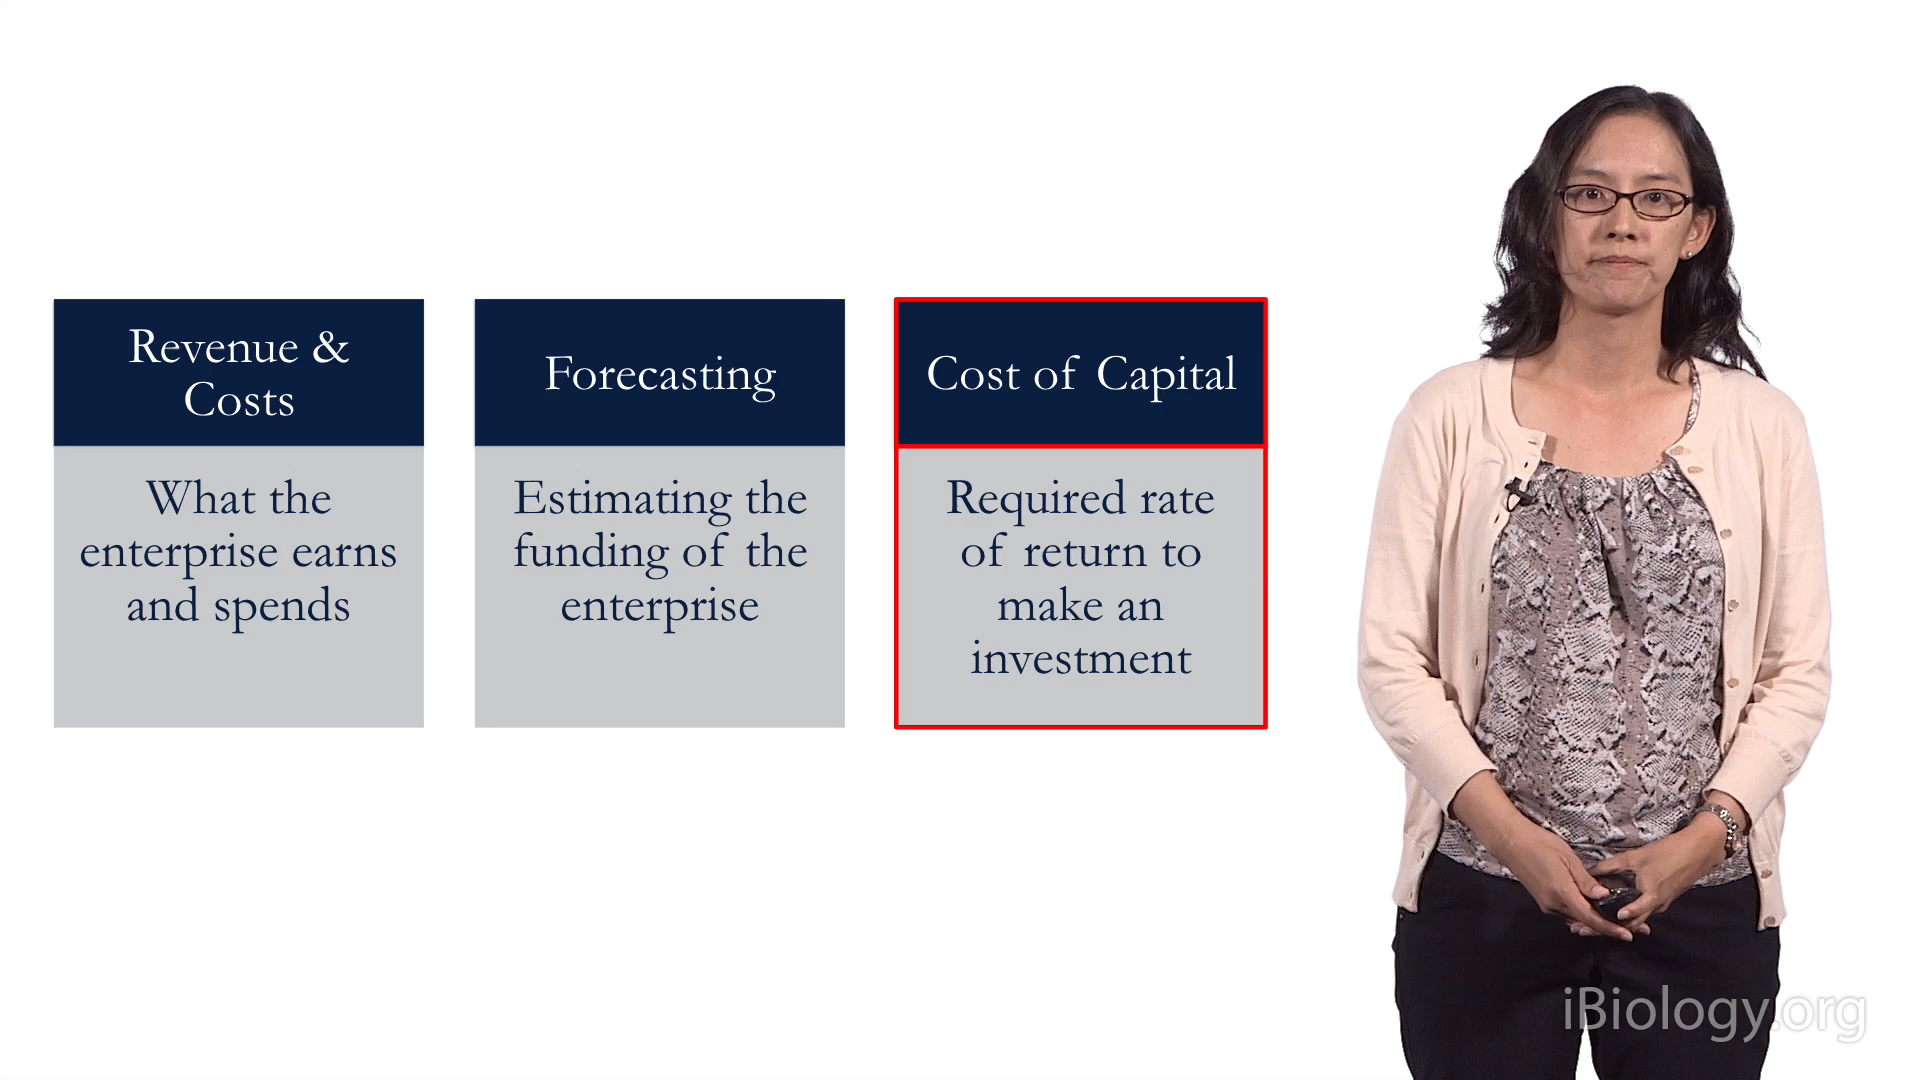 Revenue &
Costs
What the
enterprise earns
and spends
Forecasting
Estimating the
funding of the
enterprise
Cost of Capital
Required rate
of return to
make an
investment
iBiology.org